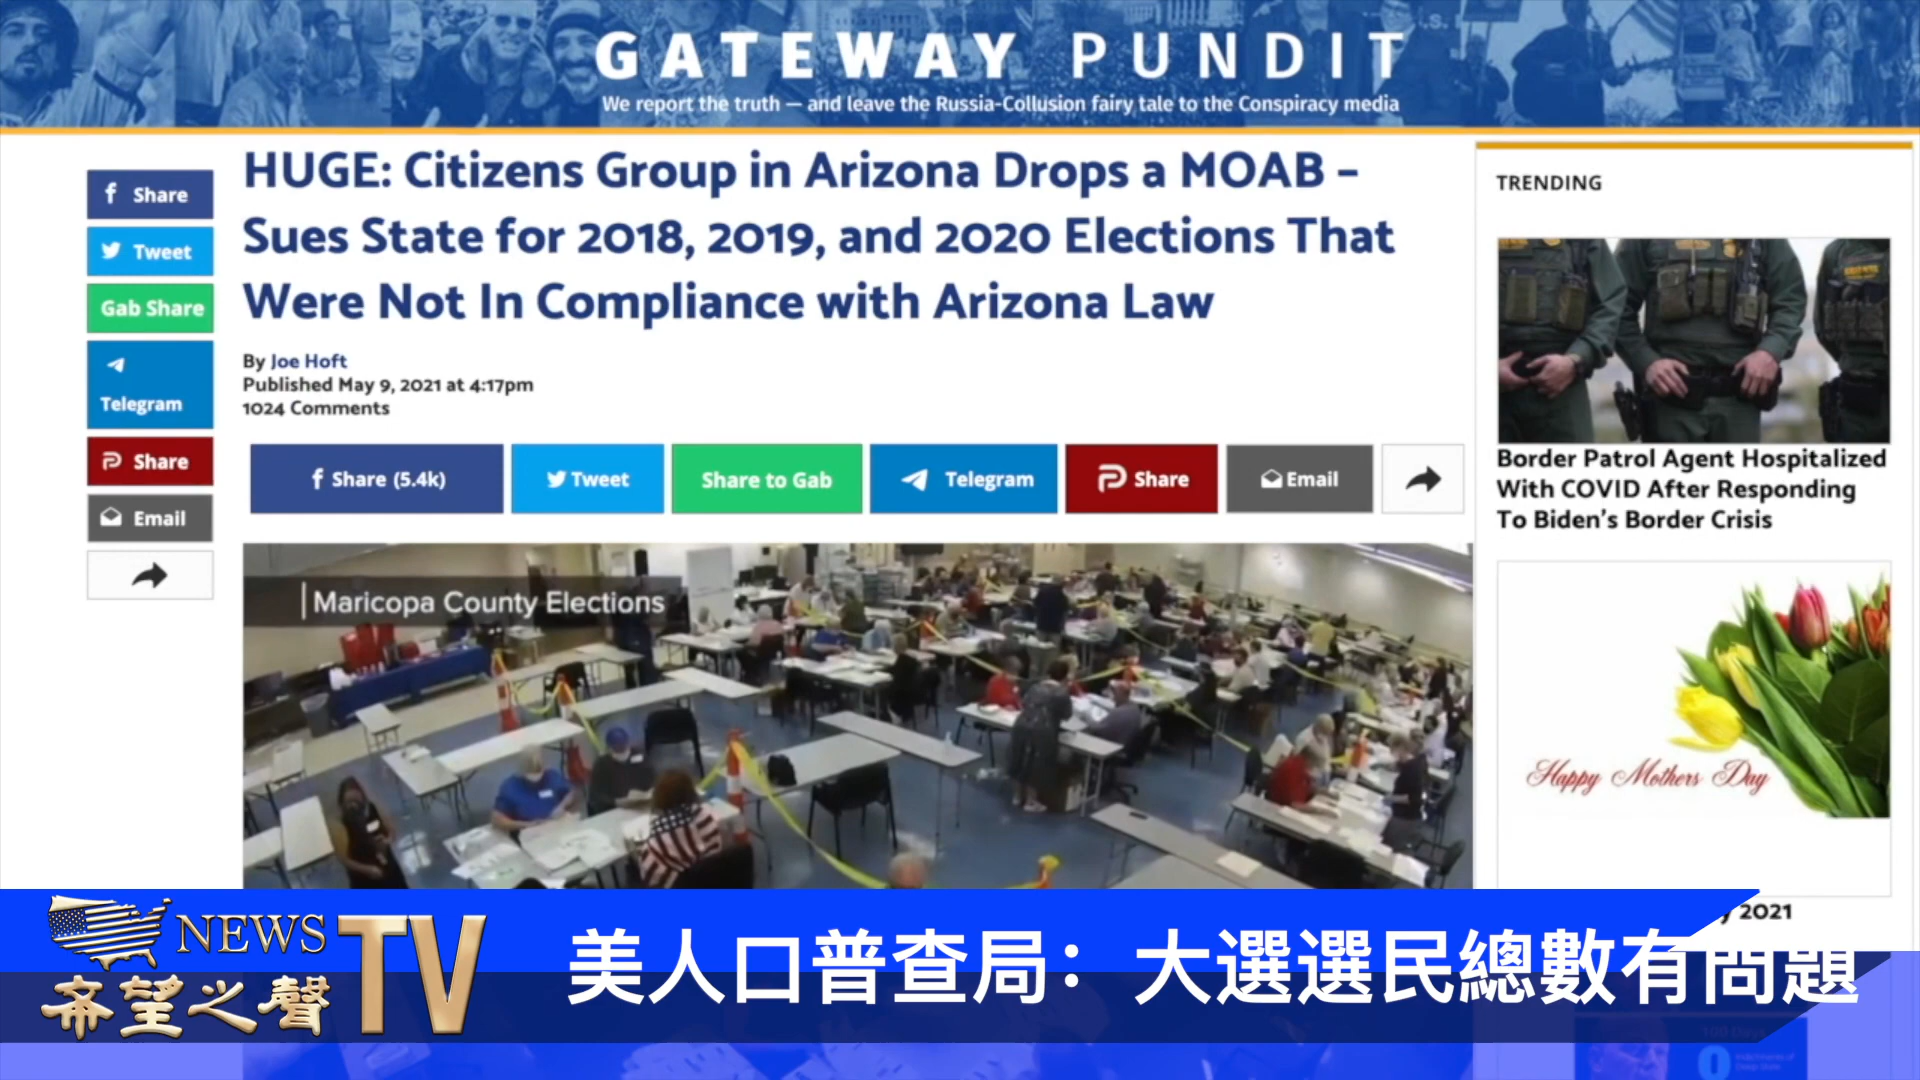 GATEWAY PUNDIT
We report the truth — and leave the Russia-Collusion fairy tale to the Conspiracy media
Share
Tweet
Gab Share
Telegram
Share
Email
HUGE: Citizens Group in Arizona Drops a MOAB –
Sues State for 2018, 2019, and 2020 Elections That
Were Not In Compliance with Arizona Law
By Joe Hoft
Published May 9, 2021 at 4:17pm
1024 Comments
Share (5.4k)
Tweet
Share to Gab
Telegram
Share
Email
Maricopa County Elections
TRENDING
Border Patrol Agent Hospitalized
With COVID After Responding
To Biden's Border Crisis
Happy Mothers Day
2021
NEWS
希望之聲
TV
美人口普查局：大選選民總數有問題